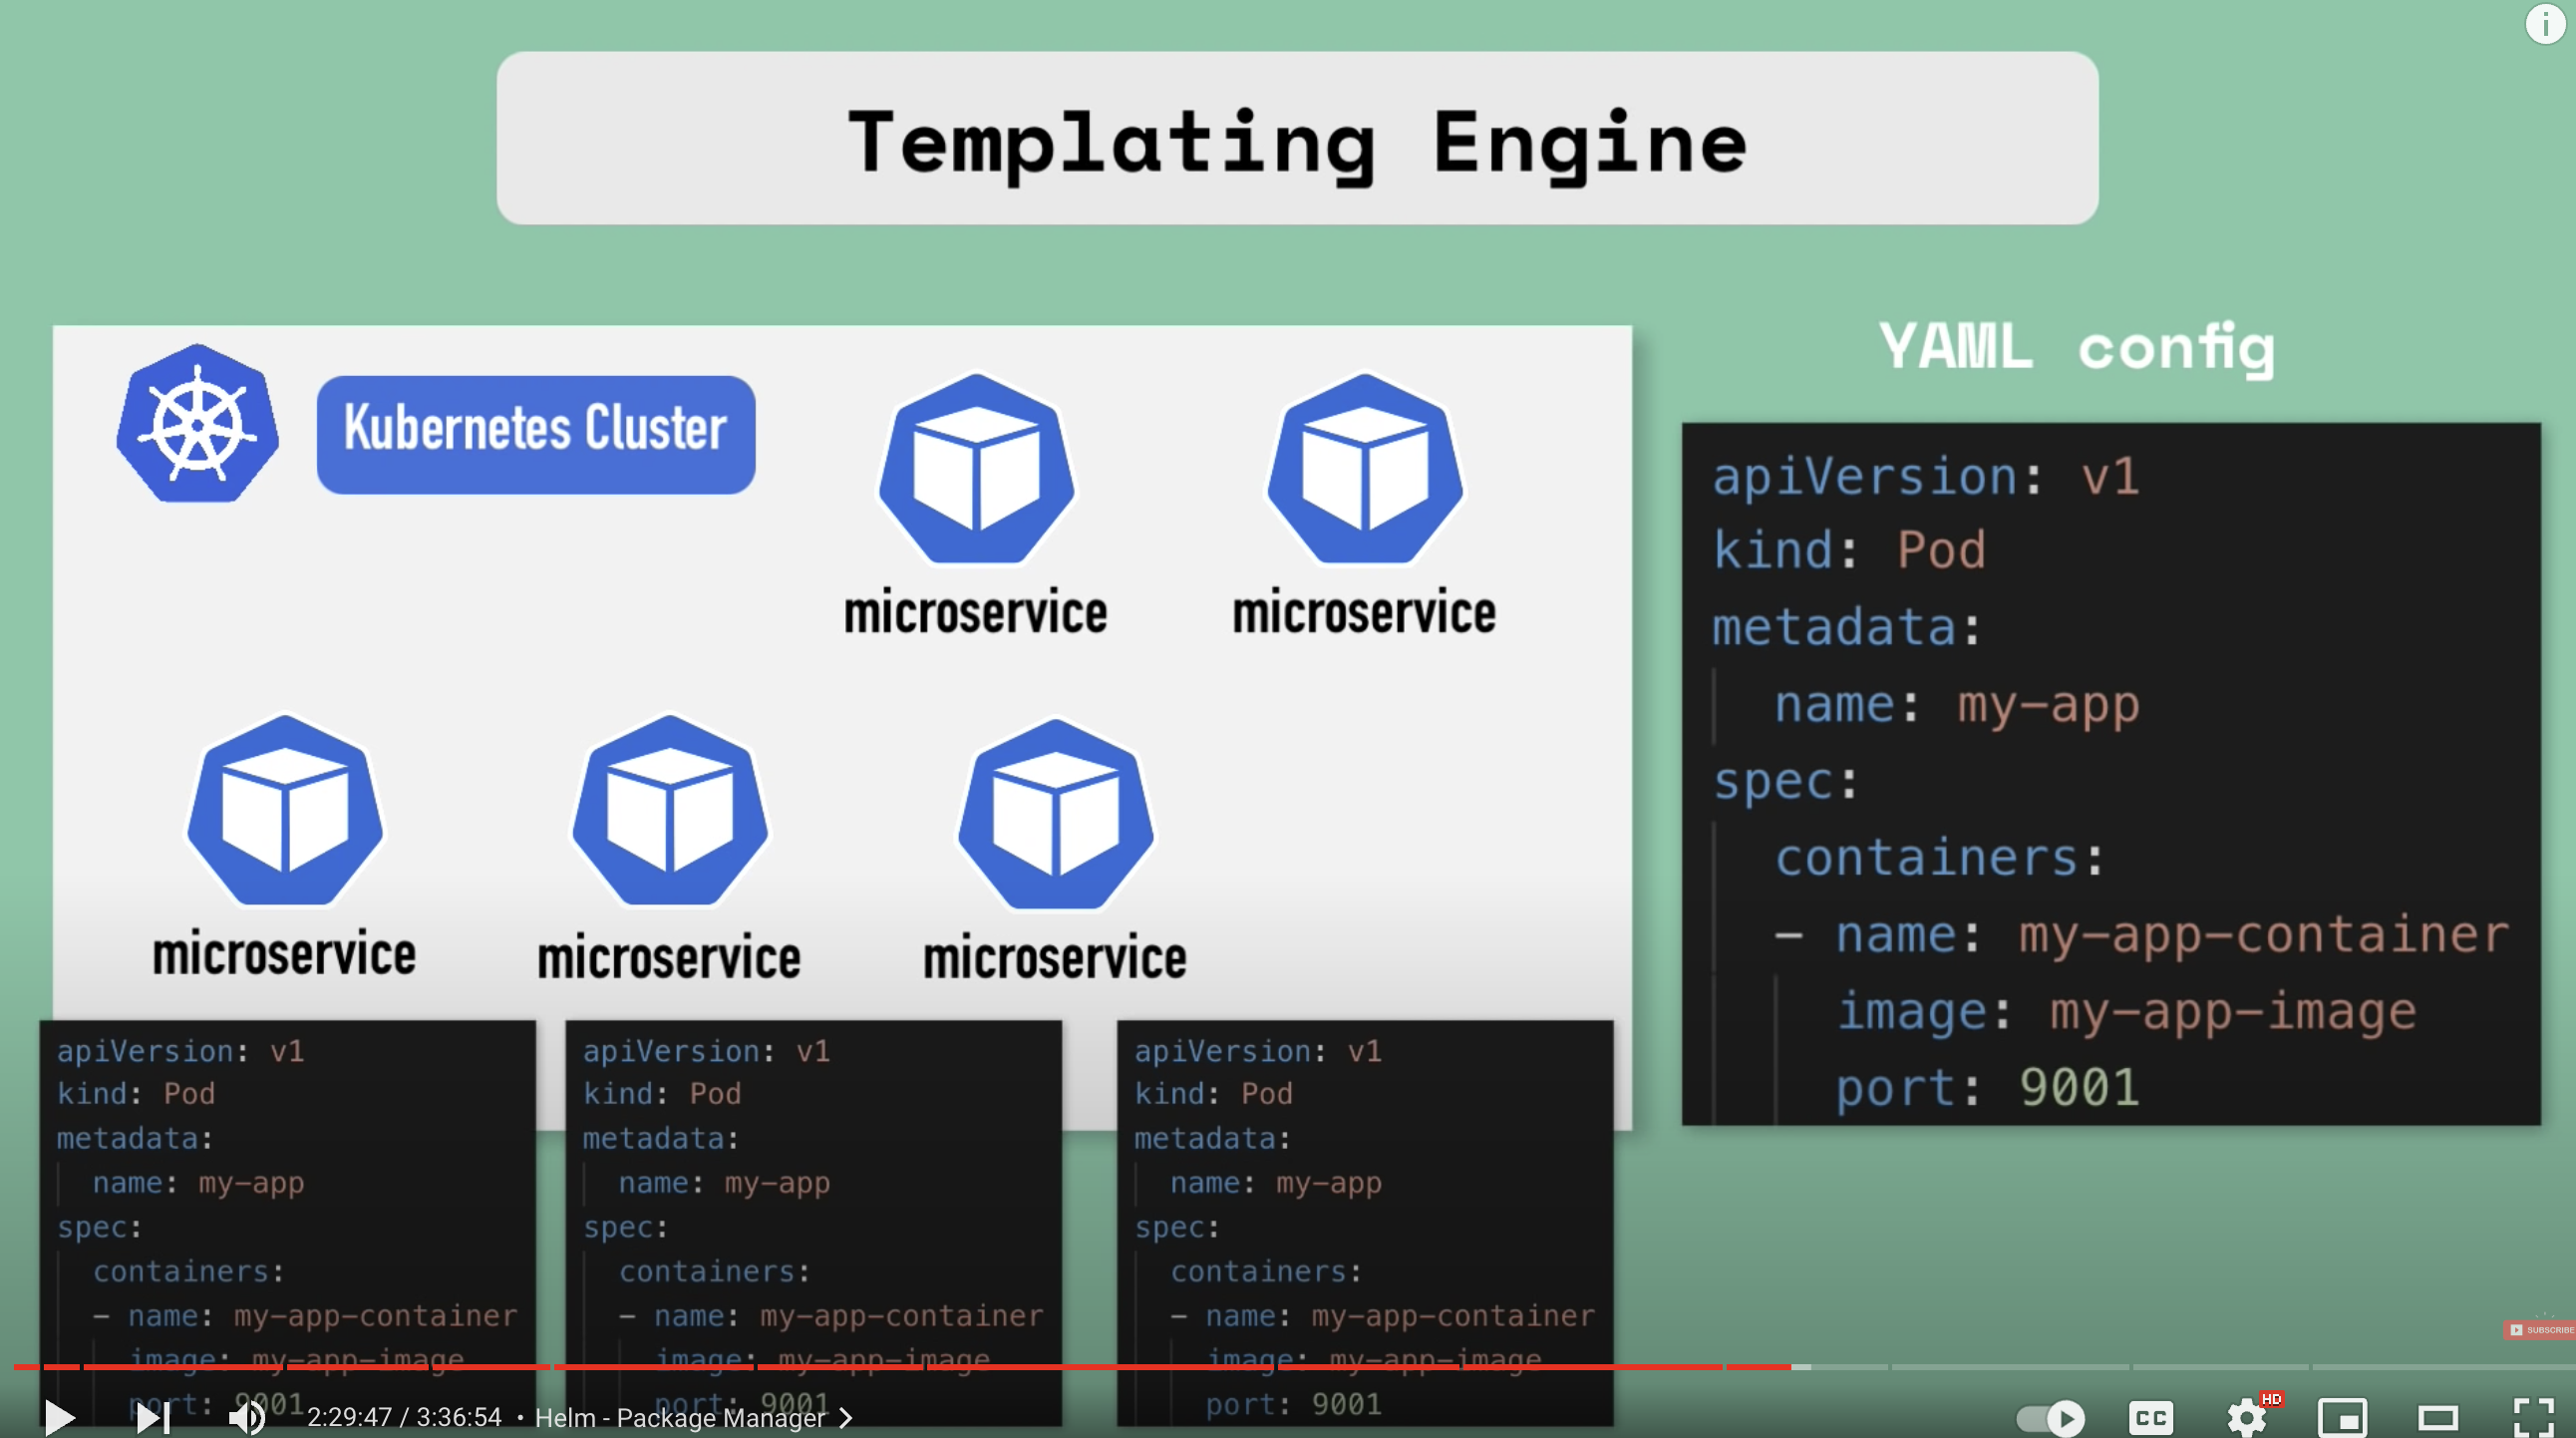 Templating Engine
Kubernetes Cluster
microservice
microservice
microservice
microservice
microservice
YAML config
apiVersion: v1
kind: Pod
metadata:
  name: my-app
spec:
  containers:
  - name: my-app-container
    image: my-app-image
    port: 9001
apiVersion: v1
kind: Pod
metadata:
  name: my-app
spec:
  containers:
  - name: my-app-container
    image: my-app-image
    port: 9001
apiVersion: v1
kind: Pod
metadata:
  name: my-app
spec:
  containers:
  - name: my-app-container
    image: my-app-image
    port: 9001
apiVersion: v1
kind: Pod
metadata:
  name: my-app
spec:
  containers:
  - name: my-app-container
    image: my-app-image
    port: 9001
SUBSCRIBE
2:29:47 / 3:36:54 • Helm - Package Manager
CC
HD